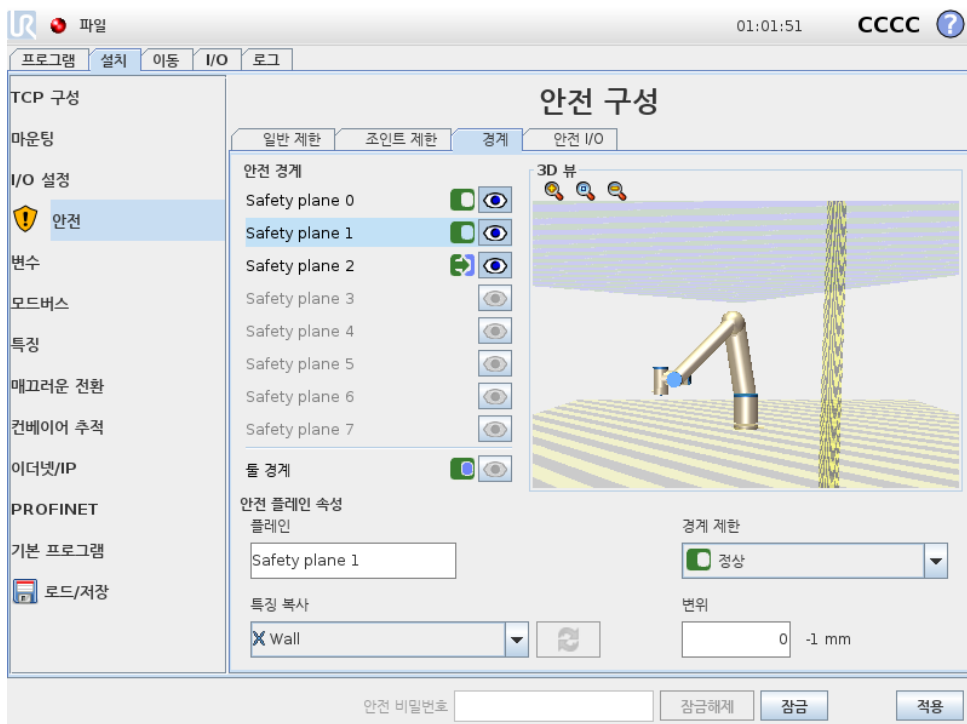 UR 파일 01:01:51 CCCC ?
프로그램 설치 이동 I/O 로그
TCP 구성
마운팅
I/O 설정
안전
변수
모드버스
특징
매끄러운 전환
컨베이어 추적
이더넷/IP
PROFINET
기본 프로그램
로드/저장
안전 구성
일반 제한 조인트 제한 경계 안전 I/O
안전 경계
Safety plane 0
Safety plane 1
Safety plane 2
Safety plane 3
Safety plane 4
Safety plane 5
Safety plane 6
Safety plane 7
툴 경계
3D 뷰
안전 플레인 속성
플레인
Safety plane 1
경계 제한
정상
특징 복사
Wall
변위
0 -1 mm
안전 비밀번호 잠금해제 잠금 적용